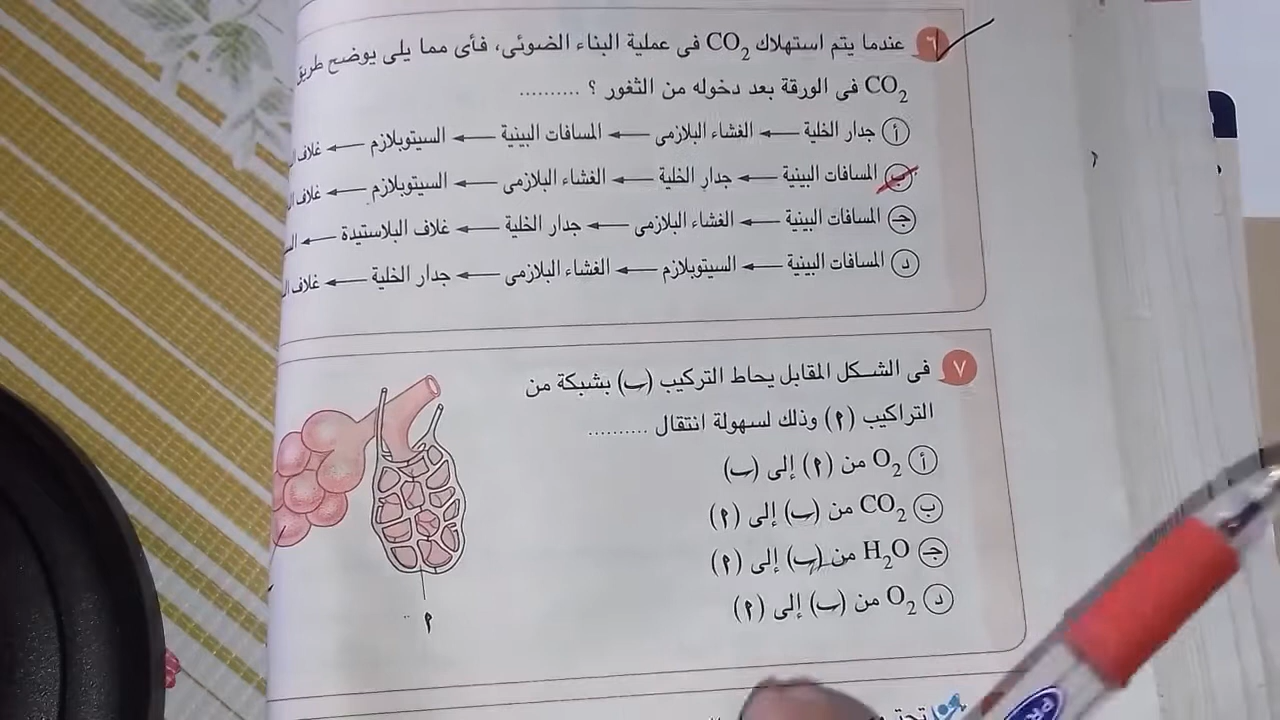 ٦ عندما يتم استهلاك CO2 فى عملية البناء الضوئى، فأى مما يلى يوضح طريق
CO2 فى الورقة بعد دخوله من الثغور ؟ ..........
أ جدار الخلية ← الغشاء البلازمى ← المسافات البينية ← السيتوبلازم ← غلاف
ب المسافات البينية ← جدار الخلية ← الغشاء البلازمى ← السيتوبلازم ← غلاف
جـ المسافات البينية ← الغشاء البلازمى ← جدار الخلية ← غلاف البلاستيدة ←
د المسافات البينية ← السيتوبلازم ← الغشاء البلازمى ← جدار الخلية ← غلاف
٧ فى الشكل المقابل يحاط التركيب (ب) بشبكة من
التراكيب (أ) وذلك لسهولة انتقال ..........
أ O2 من (أ) إلى (ب)
ب CO2 من (ب) إلى (أ)
جـ H2O من (ب) إلى (أ)
د O2 من (ب) إلى (أ)
أ